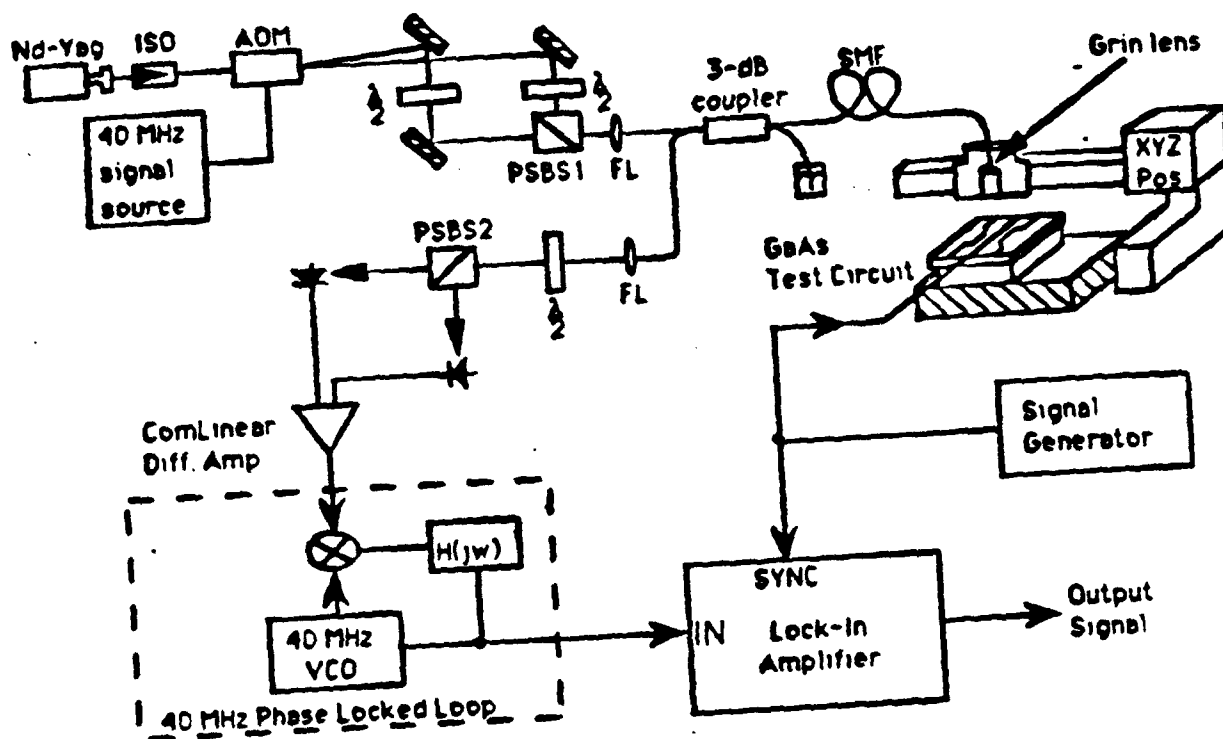 Nd-Yag
ISO
AOM
40 MHz
signal
source
λ
2
λ
2
PSBS1
FL
3-dB
coupler
SMF
Grin lens
XYZ
Pos
PSBS2
λ
2
FL
GaAs
Test Circuit
ComLinear
Diff. Amp
Signal
Generator
H(jw)
40 MHz
VCO
40 MHz Phase Locked Loop
SYNC
IN
Lock-In
Amplifier
Output
Signal